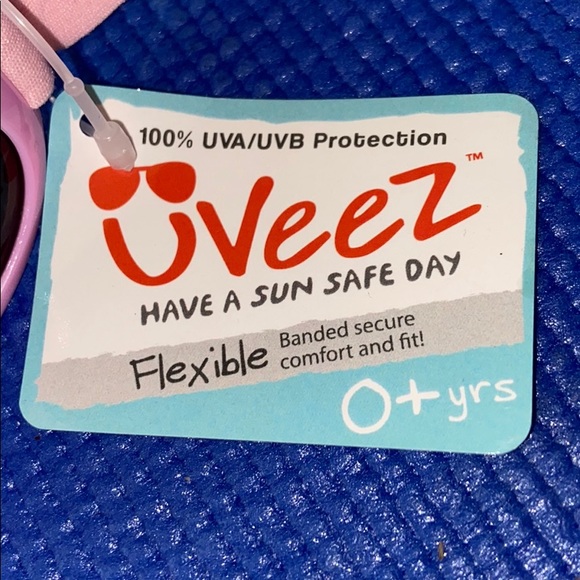 100% UVA/UVB Protection
Uveez™
HAVE A SUN SAFE DAY
Flexible Banded secure
comfort and fit!
0+ yrs